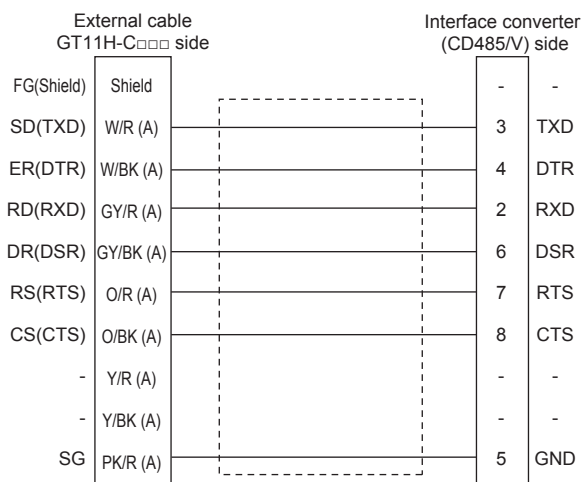 External cable
GT11H-C□□□ side
Interface converter
(CD485/V) side
FG(Shield) Shield - -
SD(TXD) W/R (A) 3 TXD
ER(DTR) W/BK (A) 4 DTR
RD(RXD) GY/R (A) 2 RXD
DR(DSR) GY/BK (A) 6 DSR
RS(RTS) O/R (A) 7 RTS
CS(CTS) O/BK (A) 8 CTS
- Y/R (A) - -
- Y/BK (A) - -
SG PK/R (A) 5 GND